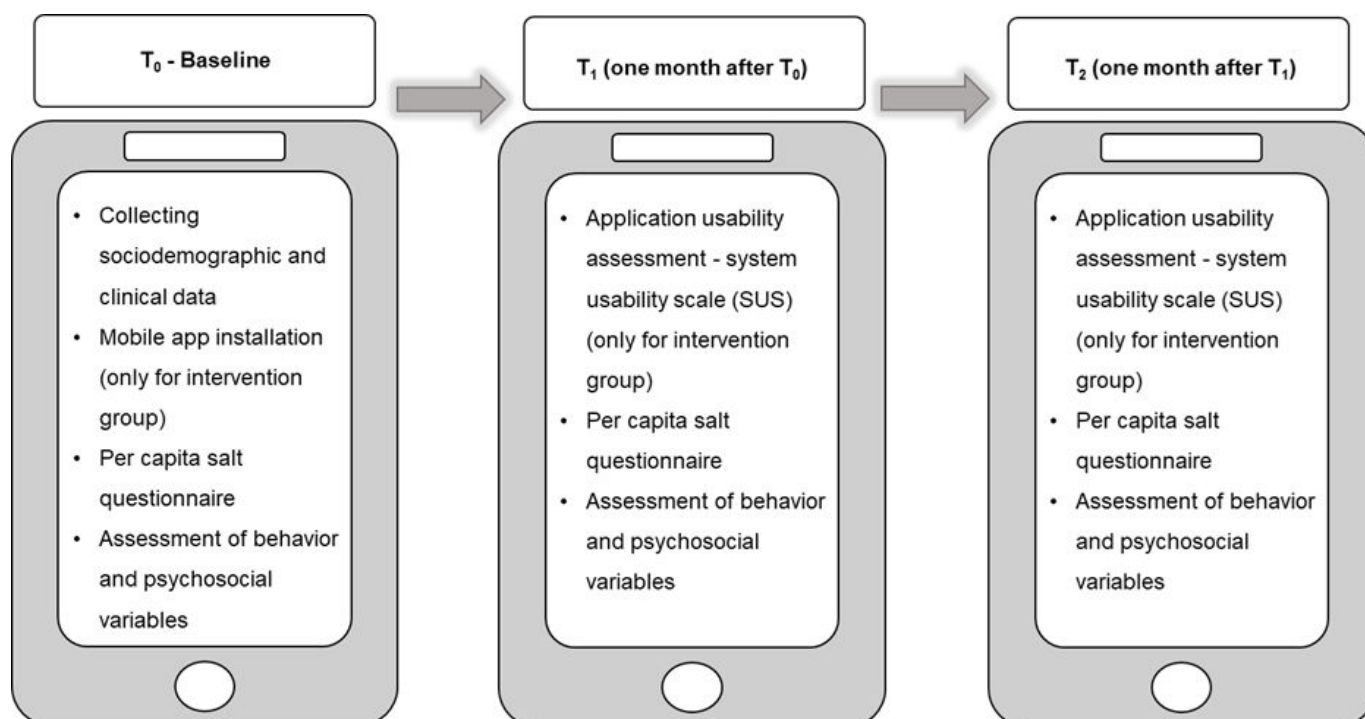 T₀ - Baseline
• Collecting
sociodemographic and
clinical data
• Mobile app installation
(only for intervention
group)
• Per capita salt
questionnaire
• Assessment of behavior
and psychosocial
variables
T₁ (one month after T₀)
• Application usability
assessment - system
usability scale (SUS)
(only for intervention
group)
• Per capita salt
questionnaire
• Assessment of behavior
and psychosocial
variables
T₂ (one month after T₁)
• Application usability
assessment - system
usability scale (SUS)
(only for intervention
group)
• Per capita salt
questionnaire
• Assessment of behavior
and psychosocial
variables